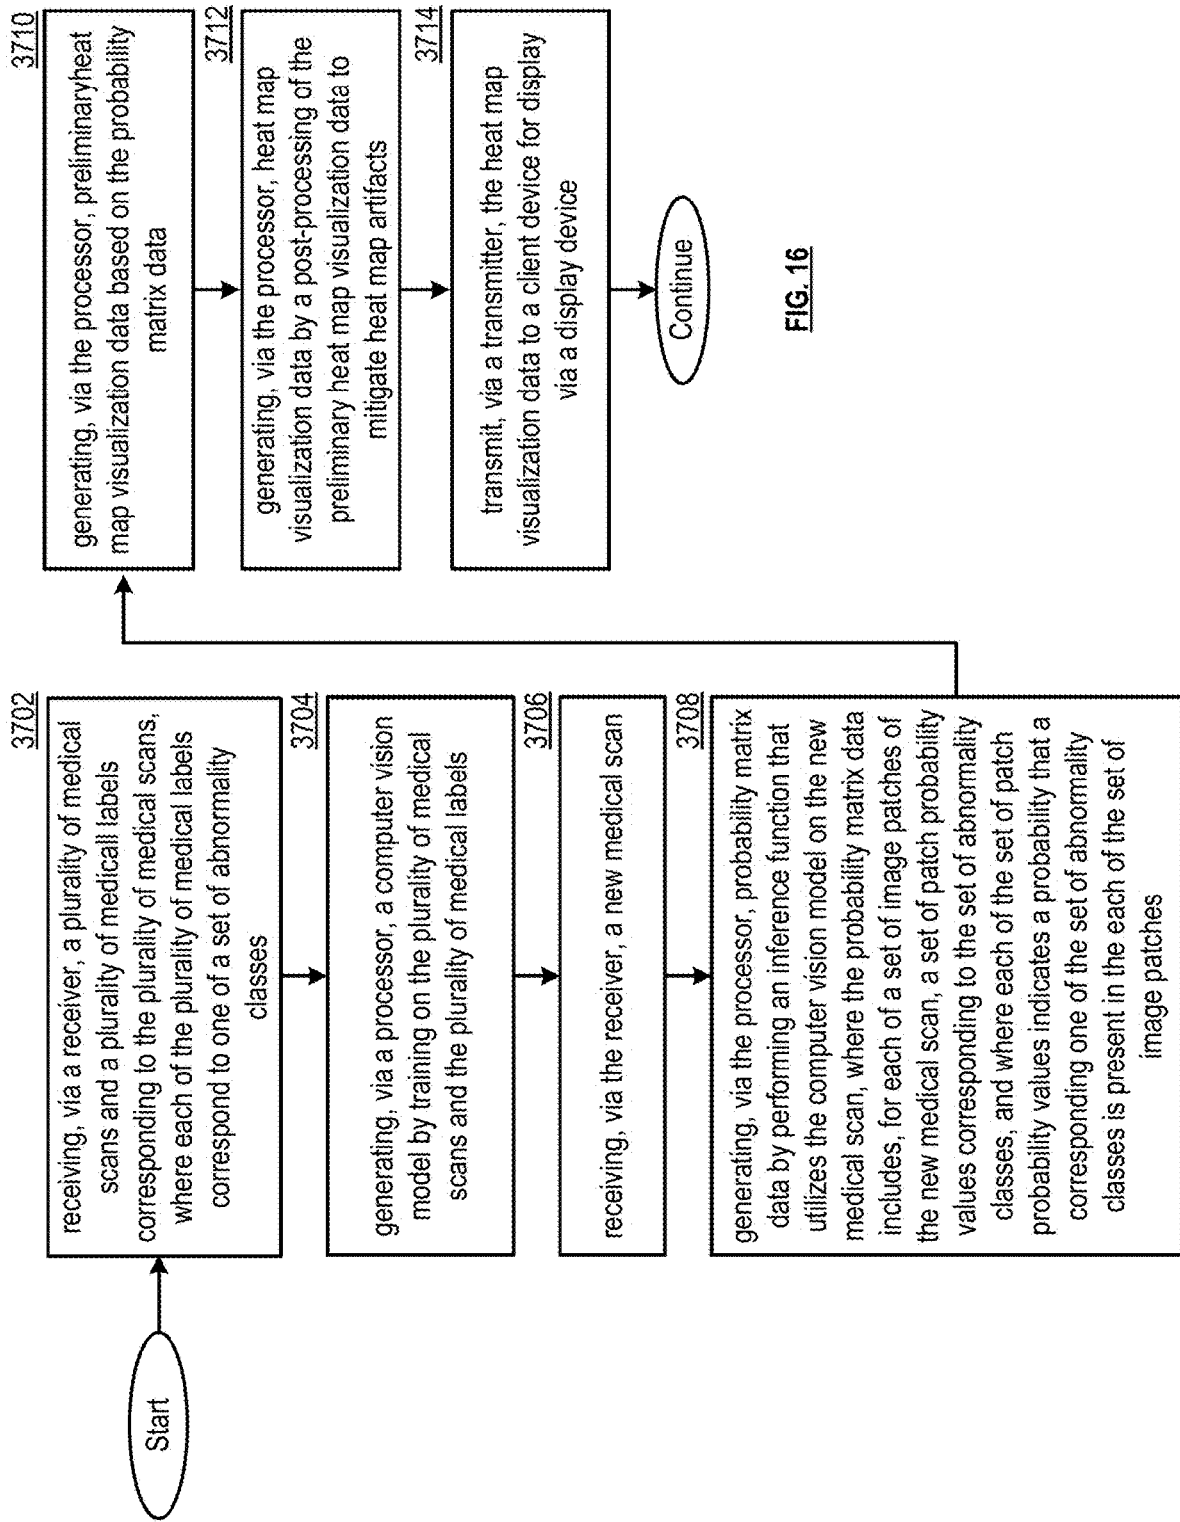 Start
3702
receiving, via a receiver, a plurality of medical
scans and a plurality of medicall labels
corresponding to the plurality of medical scans,
where each of the plurality of medical labels
correspond to one of a set of abnormality
classes
3704
generating, via a processor, a computer vision
model by training on the plurality of medical
scans and the plurality of medical labels
3706
receiving, via the receiver, a new medical scan
3708
generating, via the processor, probability matrix
data by performing an inference function that
utilizes the computer vision model on the new
medical scan, where the probability matrix data
includes, for each of a set of image patches of
the new medical scan, a set of patch probability
values corresponding to the set of abnormality
classes, and where each of the set of patch
probability values indicates a probability that a
corresponding one of the set of abnormality
classes is present in the each of the set of
image patches
3710
generating, via the processor, preliminaryheat
map visualization data based on the probability
matrix data
3712
generating, via the processor, heat map
visualization data by a post-processing of the
preliminary heat map visualization data to
mitigate heat map artifacts
3714
transmit, via a transmitter, the heat map
visualization data to a client device for display
via a display device
Continue
FIG. 16